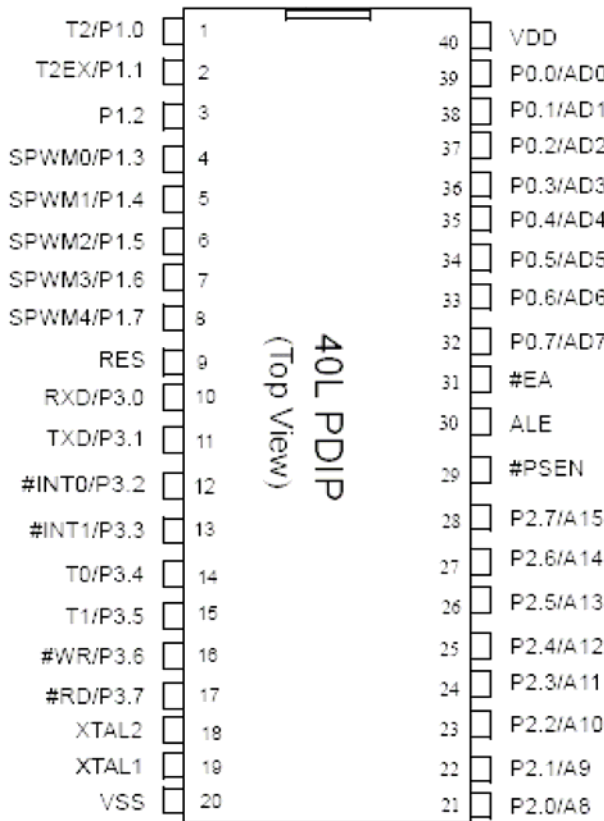 T2/P1.0 1 40 VDD
T2EX/P1.1 2 39 P0.0/AD0
P1.2 3 38 P0.1/AD1
SPWM0/P1.3 4 37 P0.2/AD2
SPWM1/P1.4 5 36 P0.3/AD3
SPWM2/P1.5 6 35 P0.4/AD4
SPWM3/P1.6 7 34 P0.5/AD5
SPWM4/P1.7 8 33 P0.6/AD6
RES 9 32 P0.7/AD7
RXD/P3.0 10 31 #EA
TXD/P3.1 11 30 ALE
#INT0/P3.2 12 29 #PSEN
#INT1/P3.3 13 28 P2.7/A15
T0/P3.4 14 27 P2.6/A14
T1/P3.5 15 26 P2.5/A13
#WR/P3.6 16 25 P2.4/A12
#RD/P3.7 17 24 P2.3/A11
XTAL2 18 23 P2.2/A10
XTAL1 19 22 P2.1/A9
VSS 20 21 P2.0/A8
40L PDIP
(Top View)